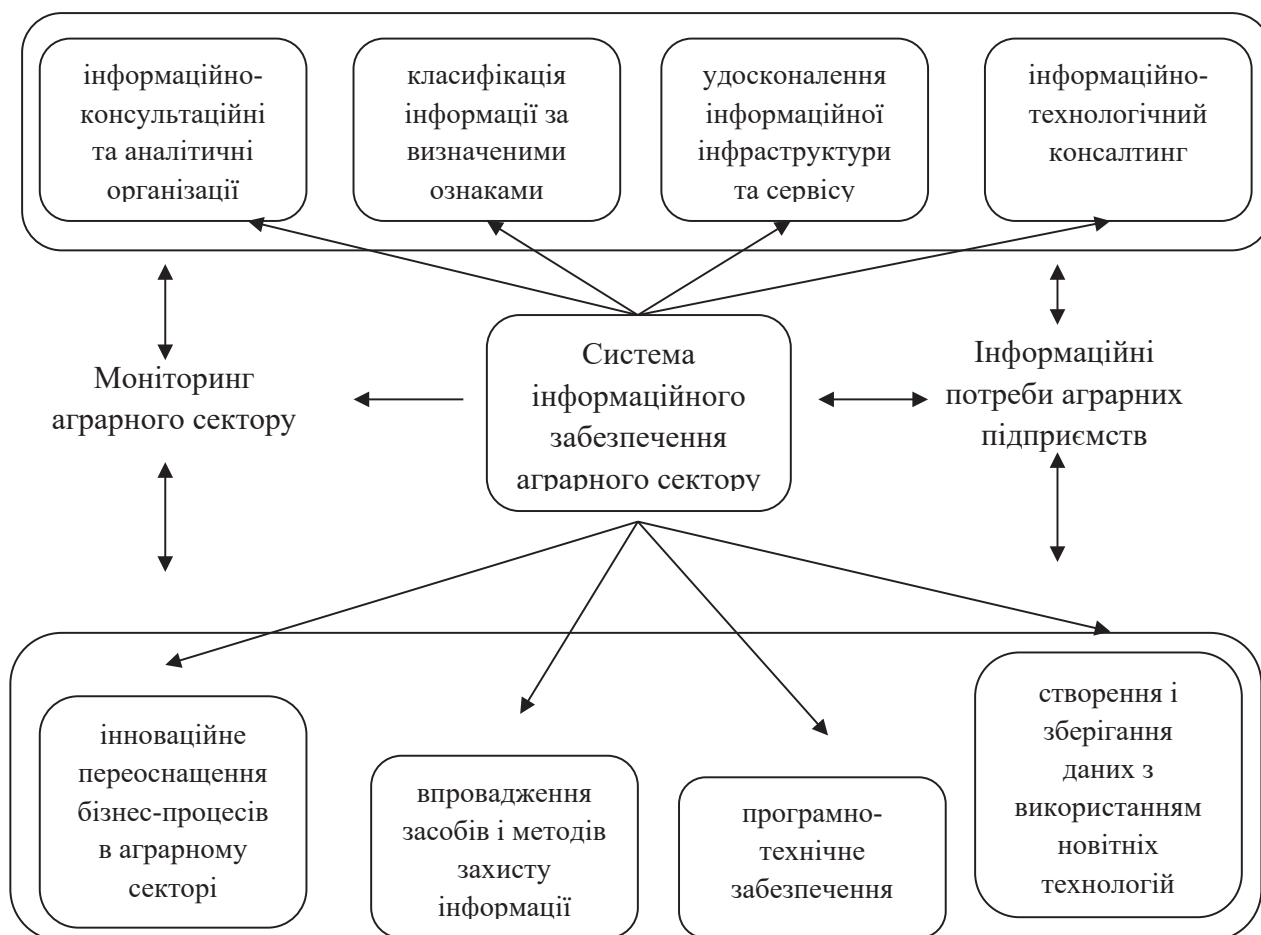 інформаційно-
консультаційні
та аналітичні
організації
класифікація
інформації за
визначеними
ознаками
удосконалення
інформаційної
інфраструктури
та сервісу
інформаційно-
технологічний
консалтинг
Моніторинг
аграрного сектору
Система
інформаційного
забезпечення
аграрного сектору
Інформаційні
потреби аграрних
підприємств
інноваційне
переоснащення
бізнес-процесів
в аграрному
секторі
впровадження
засобів і методів
захисту
інформації
програмно-
технічне
забезпечення
створення і
зберігання
даних з
використанням
новітніх
технологій